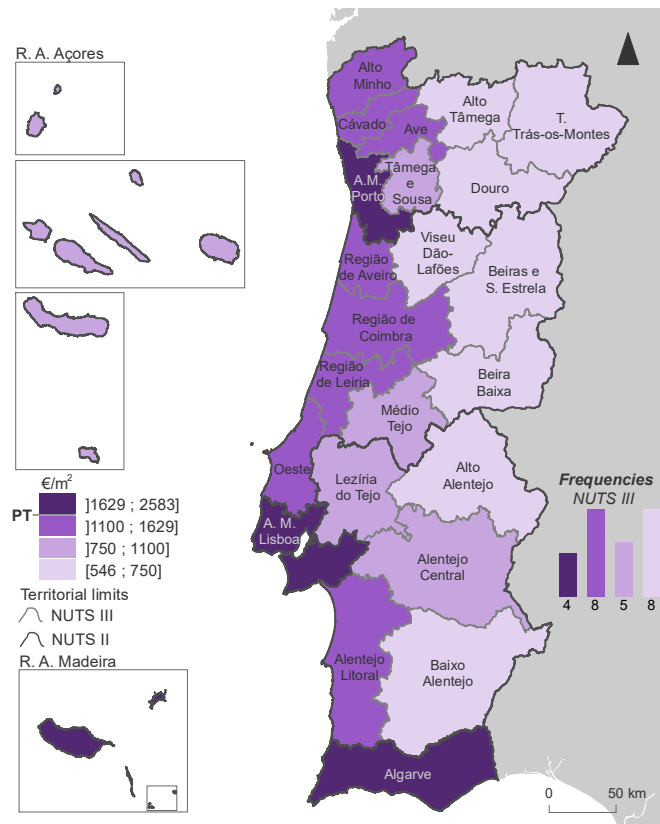 R. A. Açores
Alto
Minho
Cávado
Ave
Alto
Tâmega
T.
Trás-os-Montes
A.M.
Porto
Tâmega
e
Sousa
Douro
Viseu
Dão-
Lafões
Região
de Aveiro
Beiras e
S. Estrela
Região de
Coimbra
Região
de Leiria
Beira
Baixa
Médio
Tejo
Oeste
Lezíria
do Tejo
Alto
Alentejo
A. M.
Lisboa
Alentejo
Central
Alentejo
Litoral
Baixo
Alentejo
Algarve
€/m²
]1629 ; 2583]
PT
]1100 ; 1629]
]750 ; 1100]
[546 ; 750]
Territorial limits
NUTS III
NUTS II
R. A. Madeira
Frequencies
NUTS III
4 8 5 8
0 50 km